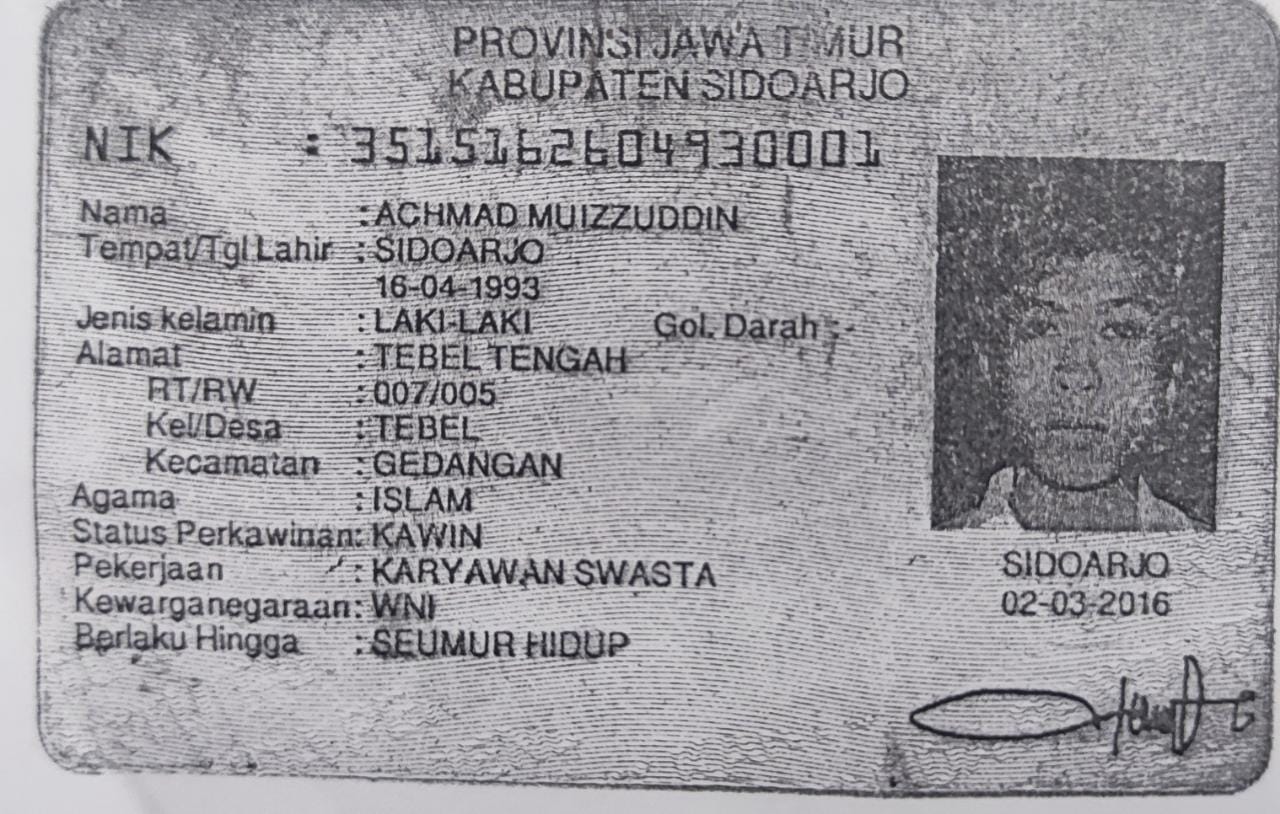 PROVINSI JAWA TIMUR
KABUPATEN SIDOARJO
NIK : 3515162604930001
Nama : ACHMAD MUIZZUDDIN
Tempat/Tgl Lahir : SIDOARJO
16-04-1993
Jenis kelamin : LAKI-LAKI Gol. Darah : -
Alamat : TEBEL TENGAH
RT/RW : 007/005
Kel/Desa : TEBEL
Kecamatan : GEDANGAN
Agama : ISLAM
Status Perkawinan: KAWIN
Pekerjaan : KARYAWAN SWASTA
Kewarganegaraan: WNI
Berlaku Hingga : SEUMUR HIDUP
SIDOARJO
02-03-2016